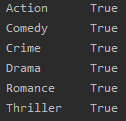 Action True
Comedy True
Crime True
Drama True
Romance True
Thriller True